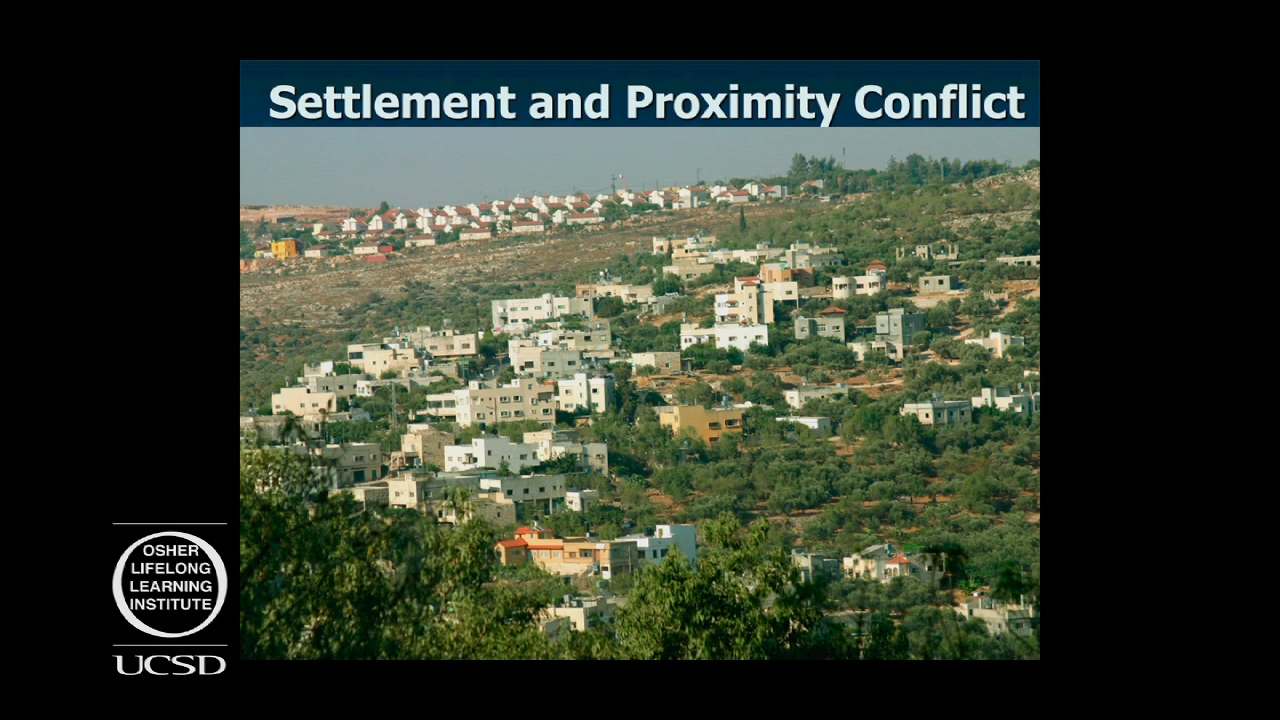 Settlement and Proximity Conflict
OSHER
LIFELONG
LEARNING
INSTITUTE
UCSD